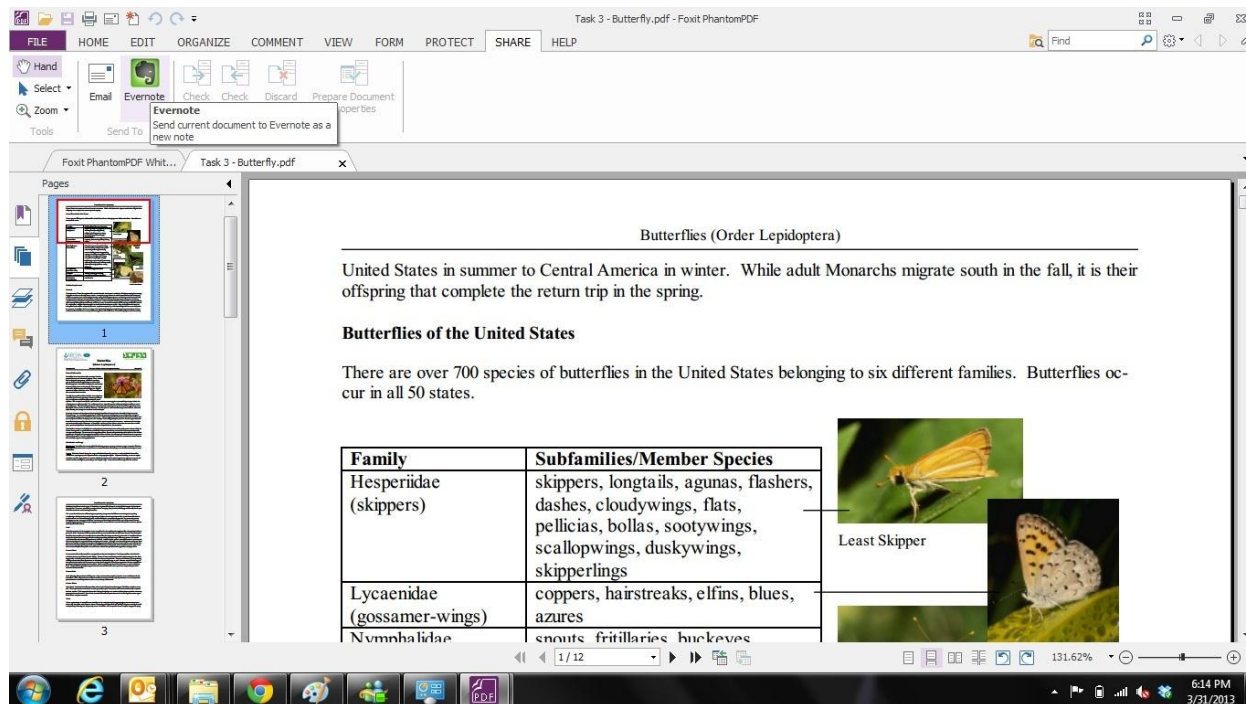 Task 3 - Butterfly.pdf - Foxit PhantomPDF
FILE HOME EDIT ORGANIZE COMMENT VIEW FORM PROTECT SHARE HELP
Find
Hand
Select
Zoom
Tools
Email Evernote Check Check Discard Prepare Document
Send To
Evernote
Send current document to Evernote as a
new note
Foxit PhantomPDF Whit... Task 3 - Butterfly.pdf x
Pages
1
2
3
Butterflies (Order Lepidoptera)
United States in summer to Central America in winter. While adult Monarchs migrate south in the fall, it is their
offspring that complete the return trip in the spring.
Butterflies of the United States
There are over 700 species of butterflies in the United States belonging to six different families. Butterflies oc-
cur in all 50 states.
Family Subfamilies/Member Species
Hesperiidae skippers, longtails, agunas, flashers,
(skippers) dashes, cloudywings, flats,
pellicias, bollas, sootywings,
scallopwings, duskywings,
skipperlings
Least Skipper
Lycaenidae coppers, hairstreaks, elfins, blues,
(gossamer-wings) azures
Nymphalidae snouts, fritillaries, buckeyes
1 / 12
131.62%
PDF
6:14 PM
3/31/2013